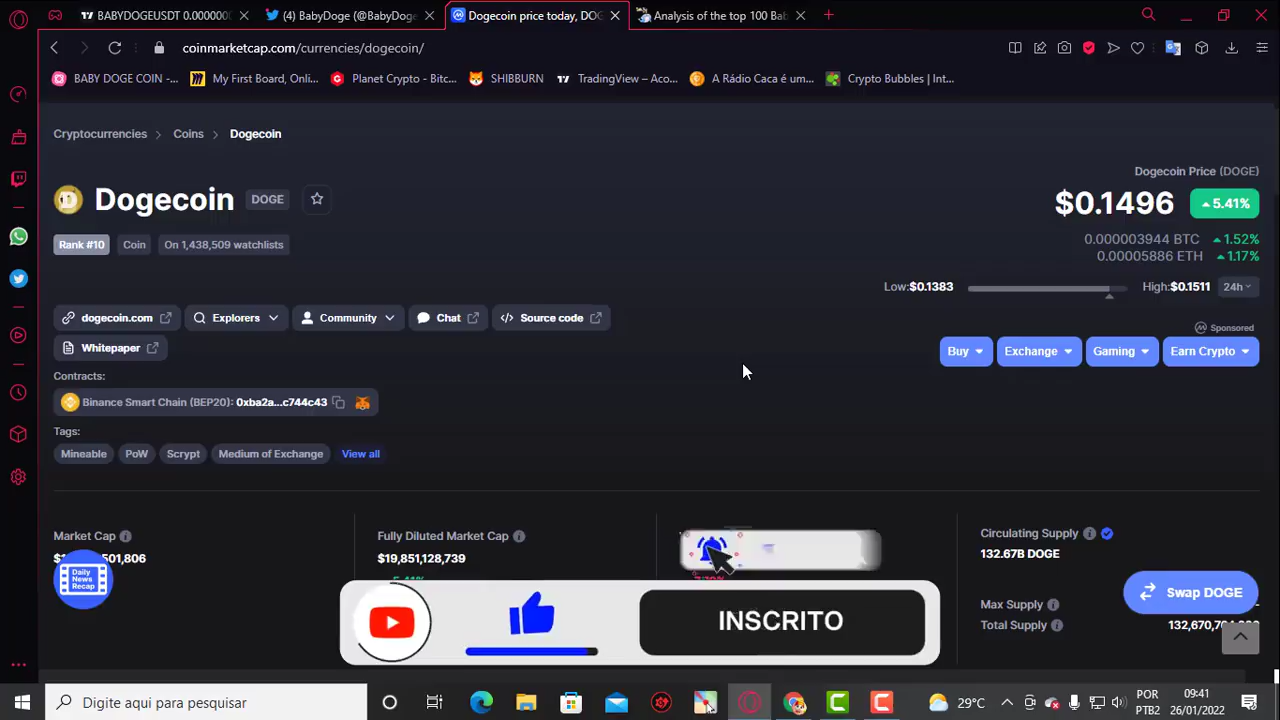 BABYDOGEUSDT 0.0000000
(4) BabyDoge (@BabyDoge
Dogecoin price today, DOG
Analysis of the top 100 Bab
coinmarketcap.com/currencies/dogecoin/
BABY DOGE COIN -...
My First Board, Onli...
Planet Crypto - Bitc...
SHIBBURN
TradingView – Aco...
A Rádio Caca é um...
Crypto Bubbles | Int...
Cryptocurrencies > Coins > Dogecoin
Dogecoin Price (DOGE)
Dogecoin DOGE
$0.1496 5.41%
Rank #10 Coin On 1,438,509 watchlists
0.000003944 BTC 1.52%
0.00005886 ETH 1.17%
Low:$0.1383 High:$0.1511 24h
dogecoin.com Explorers Community Chat Source code
Sponsored
Whitepaper
Buy Exchange Gaming Earn Crypto
Contracts:
Binance Smart Chain (BEP20): 0xba2a...c744c43
Tags:
Mineable PoW Scrypt Medium of Exchange View all
Market Cap
501,806
Fully Diluted Market Cap
$19,851,128,739
Circulating Supply
132.67B DOGE
Daily
News
Recap
Swap DOGE
Max Supply
Total Supply
INSCRITO
Digite aqui para pesquisar
29°C
POR
PTB2
09:41
26/01/2022